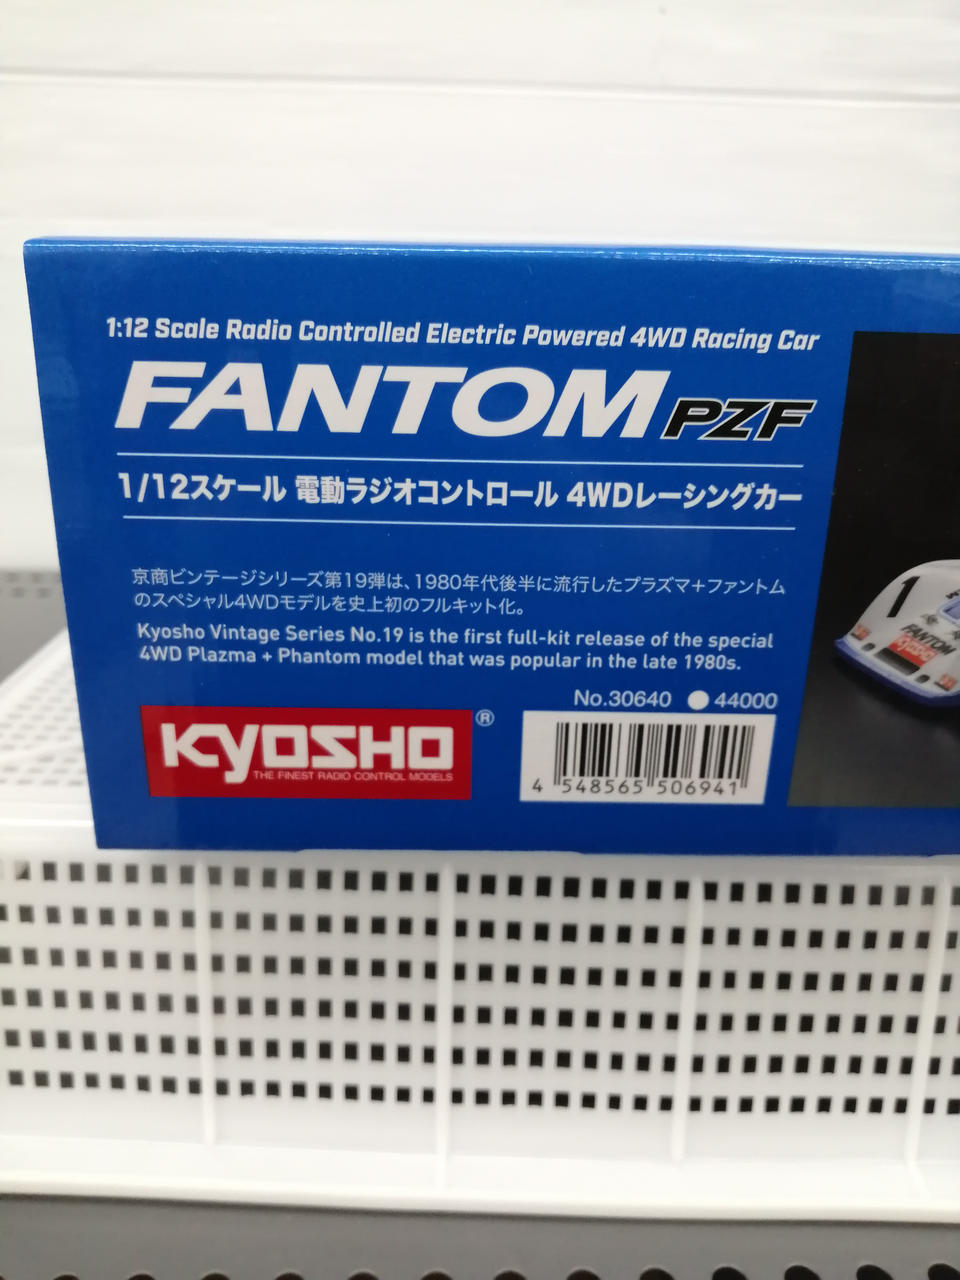 1:12 Scale Radio Controlled Electric Powered 4WD Racing Car
FANTOM PZF
1/12スケール 電動ラジオコントロール 4WDレーシングカー
京商ビンテージシリーズ第19弾は、1980年代後半に流行したプラズマ+ファントム
のスペシャル4WDモデルを史上初のフルキット化。
Kyosho Vintage Series No.19 is the first full-kit release of the special
4WD Plazma + Phantom model that was popular in the late 1980s.
No.30640 ●44000
KYOSHO®
THE FINEST RADIO CONTROL MODELS
4 548565 506941
1
FANTOM
KYOSHO